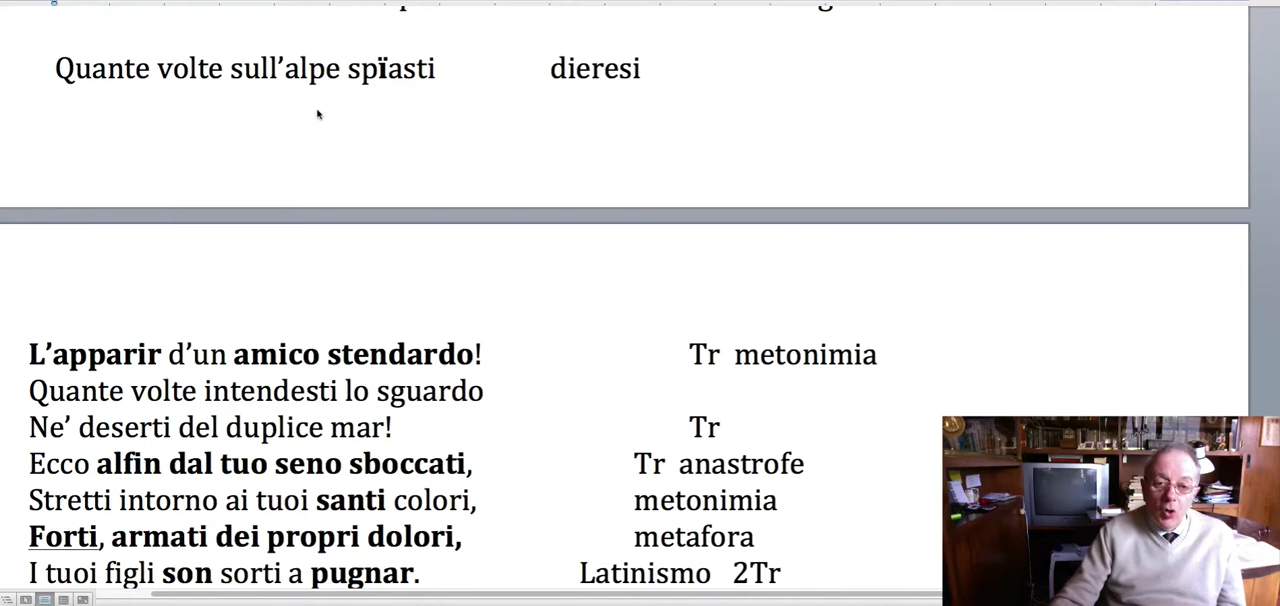 Quante volte sull’alpe spïasti dieresi
L’apparir d’un amico stendardo! Tr metonimia
Quante volte intendesti lo sguardo
Ne’ deserti del duplice mar! Tr
Ecco alfin dal tuo seno sboccati, Tr anastrofe
Stretti intorno ai tuoi santi colori, metonimia
Forti, armati dei propri dolori, metafora
I tuoi figli son sorti a pugnar. Latinismo 2Tr